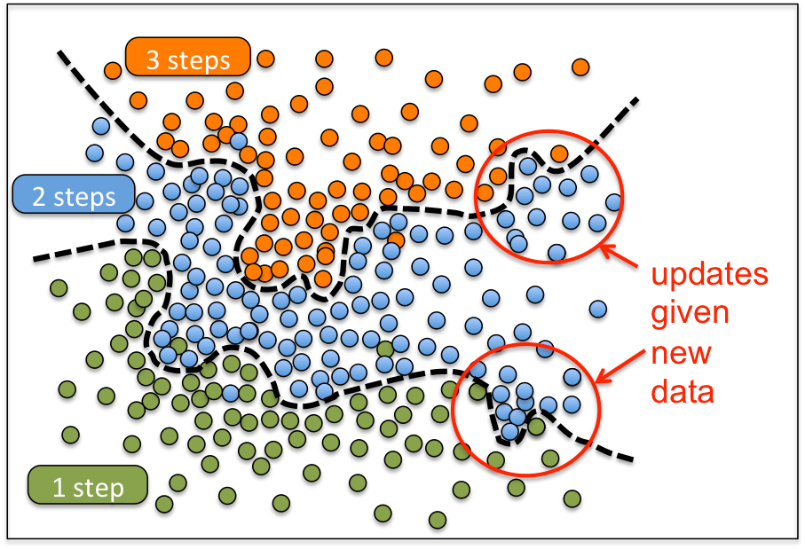 3 steps
2 steps
1 step
updates
given
new
data